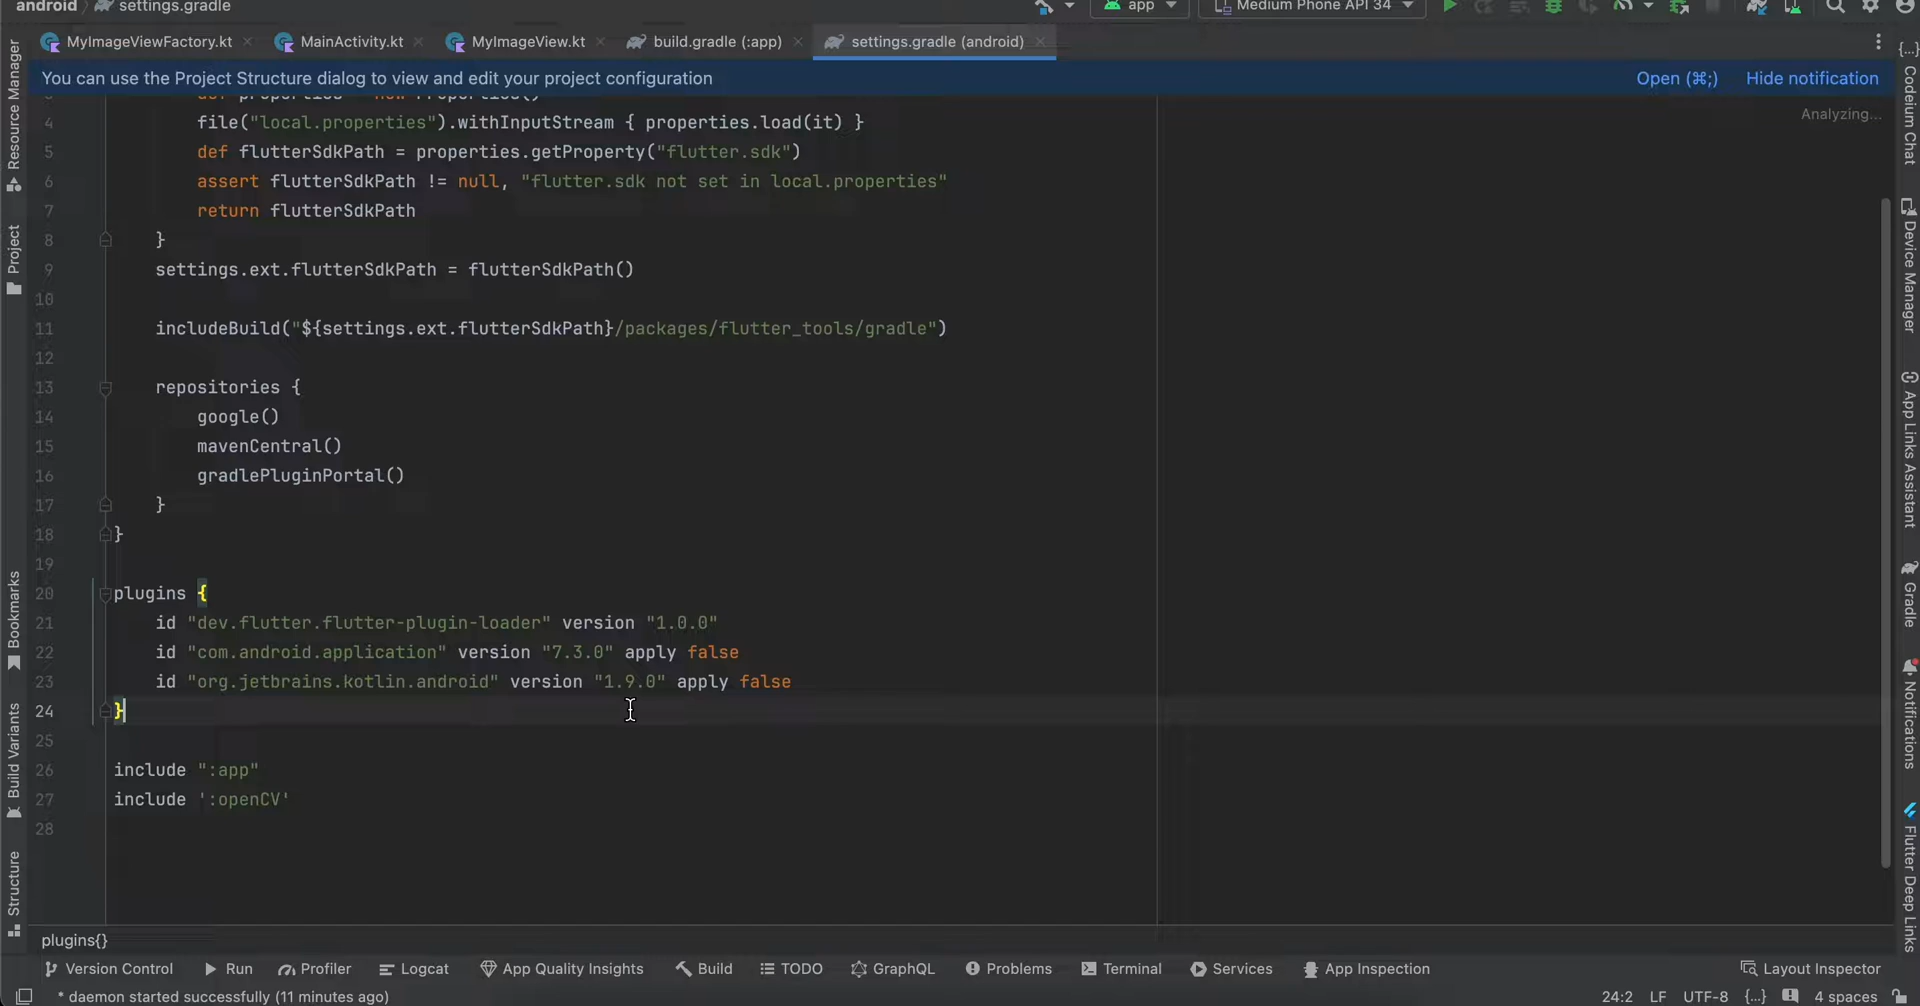 android
settings.gradle
app
Medium Phone API 34
MyImageViewFactory.kt
MainActivity.kt
MyImageView.kt
build.gradle (:app)
settings.gradle (android)
You can use the Project Structure dialog to view and edit your project configuration
Open (⌘;)
Hide notification
Analyzing...
3 def properties = new Properties()
4 file("local.properties").withInputStream { properties.load(it) }
5 def flutterSdkPath = properties.getProperty("flutter.sdk")
6 assert flutterSdkPath != null, "flutter.sdk not set in local.properties"
7 return flutterSdkPath
8 }
9 settings.ext.flutterSdkPath = flutterSdkPath()
10
11 includeBuild("${settings.ext.flutterSdkPath}/packages/flutter_tools/gradle")
12
13 repositories {
14 google()
15 mavenCentral()
16 gradlePluginPortal()
17 }
18 }
19
20 plugins {
21 id "dev.flutter.flutter-plugin-loader" version "1.0.0"
22 id "com.android.application" version "7.3.0" apply false
23 id "org.jetbrains.kotlin.android" version "1.9.0" apply false
24 }
25
26 include ":app"
27 include ':openCV'
28
Resource Manager
Project
Bookmarks
Build Variants
Structure
{...}
Codeium Chat
Device Manager
App Links Assistant
Gradle
Notifications
Flutter Deep Links
plugins{}
Version Control
Run
Profiler
Logcat
App Quality Insights
Build
TODO
GraphQL
Problems
Terminal
Services
App Inspection
Layout Inspector
* daemon started successfully (11 minutes ago)
24:2
LF
UTF-8
{...}
4 spaces